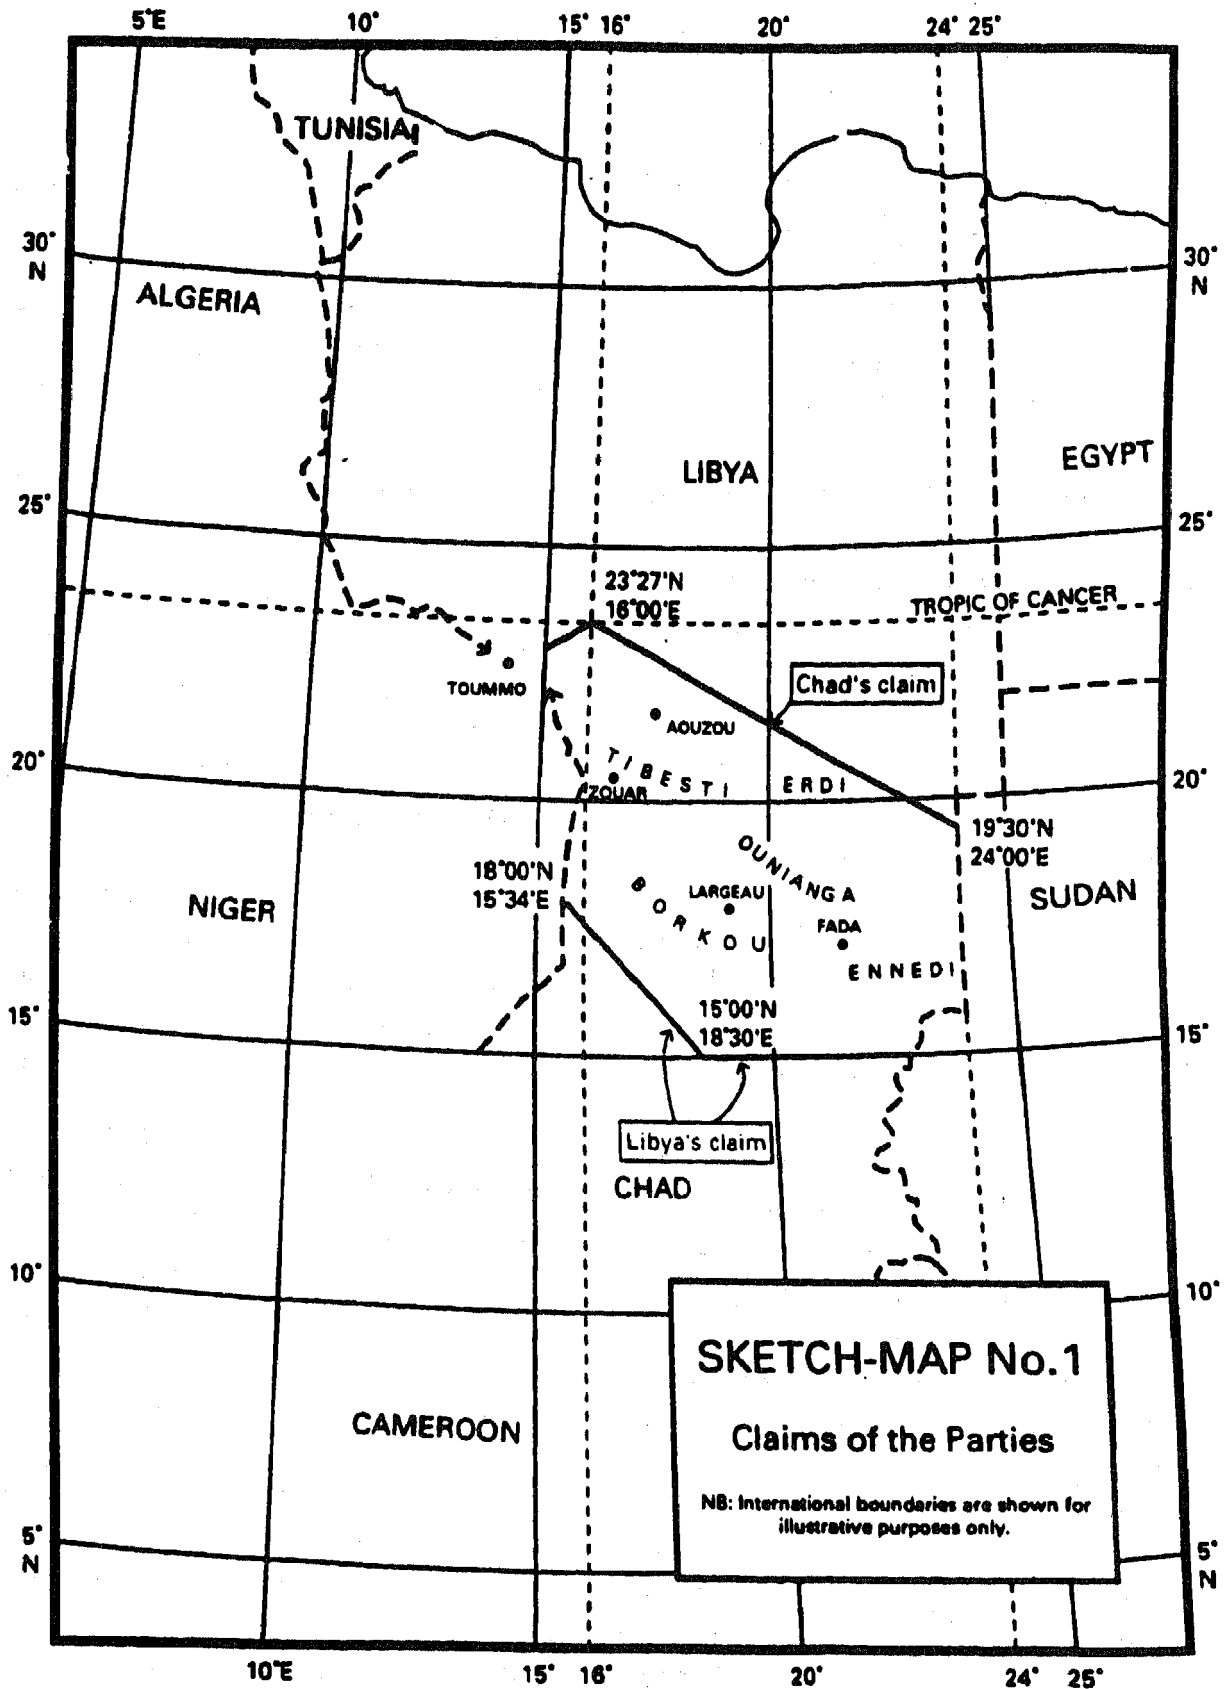 5°E 10° 15° 16° 20° 24° 25°
TUNISIA
30°
N
30°
N
ALGERIA
LIBYA
EGYPT
25°
25°
23°27'N
16°00'E
TROPIC OF CANCER
TOUMMO
Chad's claim
AOUZOU
20°
20°
TIBESTI
ERDI
ZOUAR
19°30'N
24°00'E
OUNIANGA
18°00'N
15°34'E
NIGER
BORKOU
LARGEAU
FADA
SUDAN
ENNEDI
15°
15°
15°00'N
18°30'E
Libya's claim
CHAD
10°
10°
SKETCH-MAP No.1
Claims of the Parties
NB: International boundaries are shown for
illustrative purposes only.
CAMEROON
5°
N
5°
N
10°E 15° 16° 20° 24° 25°